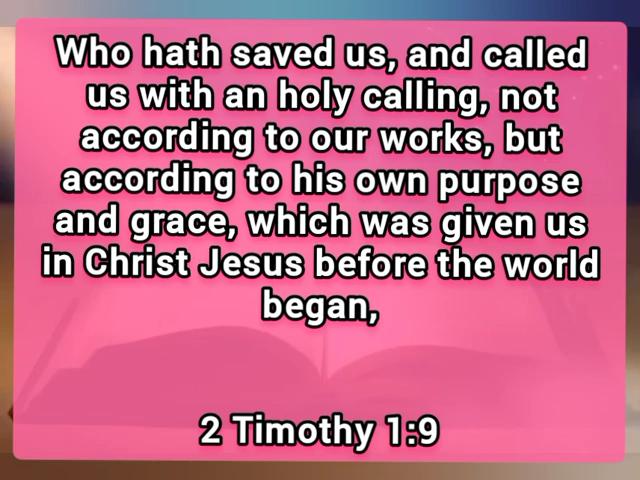 Who hath saved us, and called
us with an holy calling, not
according to our works, but
according to his own purpose
and grace, which was given us
in Christ Jesus before the world
began,
2 Timothy 1:9